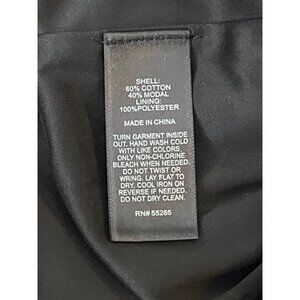 SHELL:
60% COTTON
40% MODAL
LINING:
100%POLYESTER
MADE IN CHINA
TURN GARMENT INSIDE
OUT. HAND WASH COLD
WITH LIKE COLORS.
ONLY NON-CHLORINE
BLEACH WHEN NEEDED.
DO NOT TWIST OR
WRING. LAY FLAT TO
DRY. COOL IRON ON
REVERSE IF NEEDED.
DO NOT DRY CLEAN.
RN# 55285